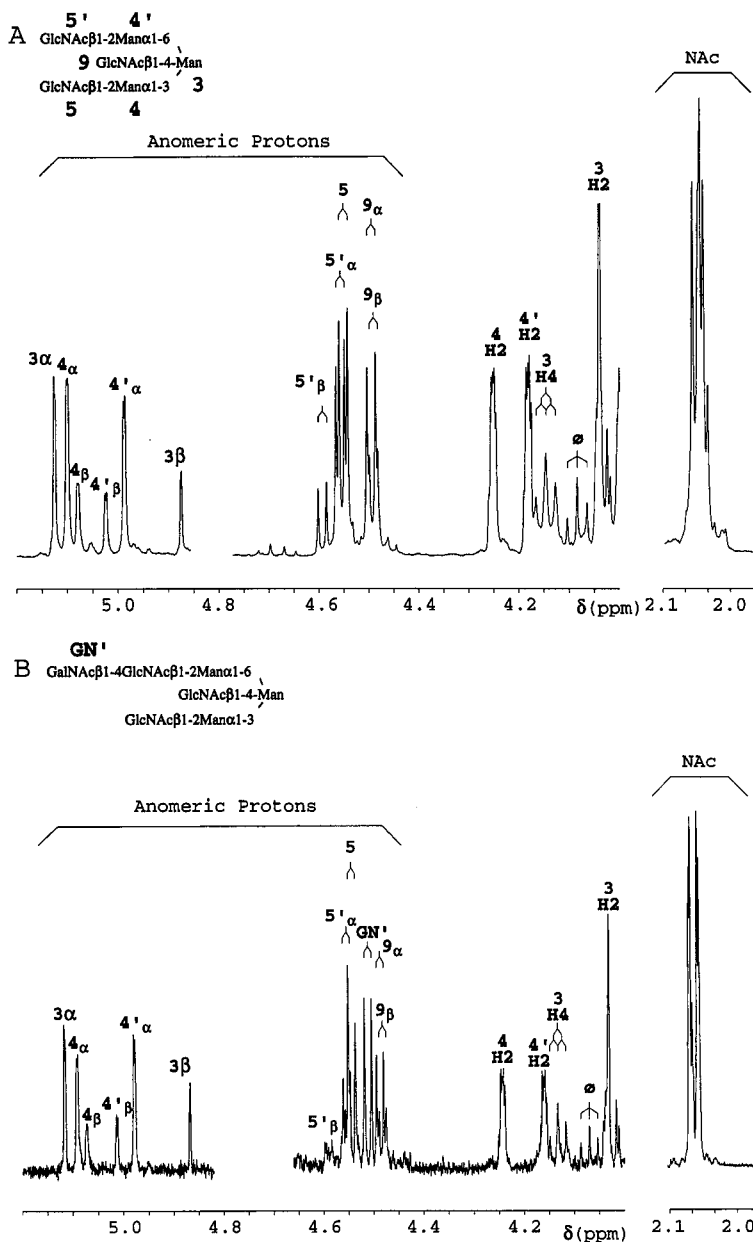 A
5' 4'
GlcNAcβ1-2Manα1-6
9 GlcNAcβ1-4-Man
GlcNAcβ1-2Manα1-3 3
5 4
NAc
Anomeric Protons
3
H2
5
9α
5'α
9β
4
H2
4'
H2
3
H4
3α
4α
4'α
5'β
ø
4β
4'β
3β
5.0 4.8 4.6 4.4 4.2 δ(ppm) 2.1 2.0
B
GN'
GalNAcβ1-4GlcNAcβ1-2Manα1-6
GlcNAcβ1-4-Man
GlcNAcβ1-2Manα1-3
NAc
Anomeric Protons
5
3
H2
5'α
GN'
9α
3
H4
3α
4'α
9β
4
H2
4'
H2
4α
3β
ø
4β
4'β
5'β
5.0 4.8 4.6 4.4 4.2 δ(ppm) 2.1 2.0